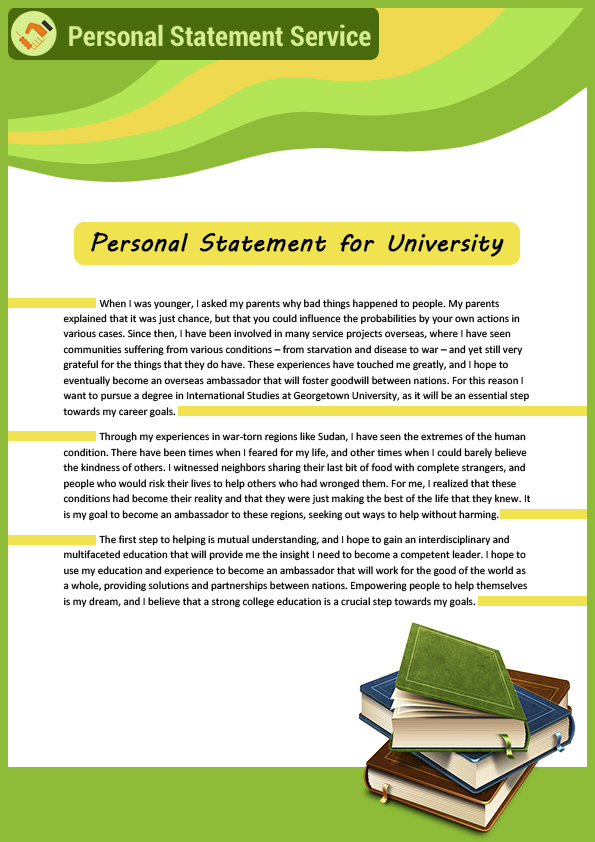 Personal Statement Service
Personal Statement for University
When I was younger, I asked my parents why bad things happened to people. My parents
explained that it was just chance, but that you could influence the probabilities by your own actions in
various cases. Since then, I have been involved in many service projects overseas, where I have seen
communities suffering from various conditions – from starvation and disease to war – and yet still very
grateful for the things that they do have. These experiences have touched me greatly, and I hope to
eventually become an overseas ambassador that will foster goodwill between nations. For this reason I
want to pursue a degree in International Studies at Georgetown University, as it will be an essential step
towards my career goals.
Through my experiences in war-torn regions like Sudan, I have seen the extremes of the human
condition. There have been times when I feared for my life, and other times when I could barely believe
the kindness of others. I witnessed neighbors sharing their last bit of food with complete strangers, and
people who would risk their lives to help others who had wronged them. For me, I realized that these
conditions had become their reality and that they were just making the best of the life that they knew. It
is my goal to become an ambassador to these regions, seeking out ways to help without harming.
The first step to helping is mutual understanding, and I hope to gain an interdisciplinary and
multifaceted education that will provide me the insight I need to become a competent leader. I hope to
use my education and experience to become an ambassador that will work for the good of the world as
a whole, providing solutions and partnerships between nations. Empowering people to help themselves
is my dream, and I believe that a strong college education is a crucial step towards my goals.